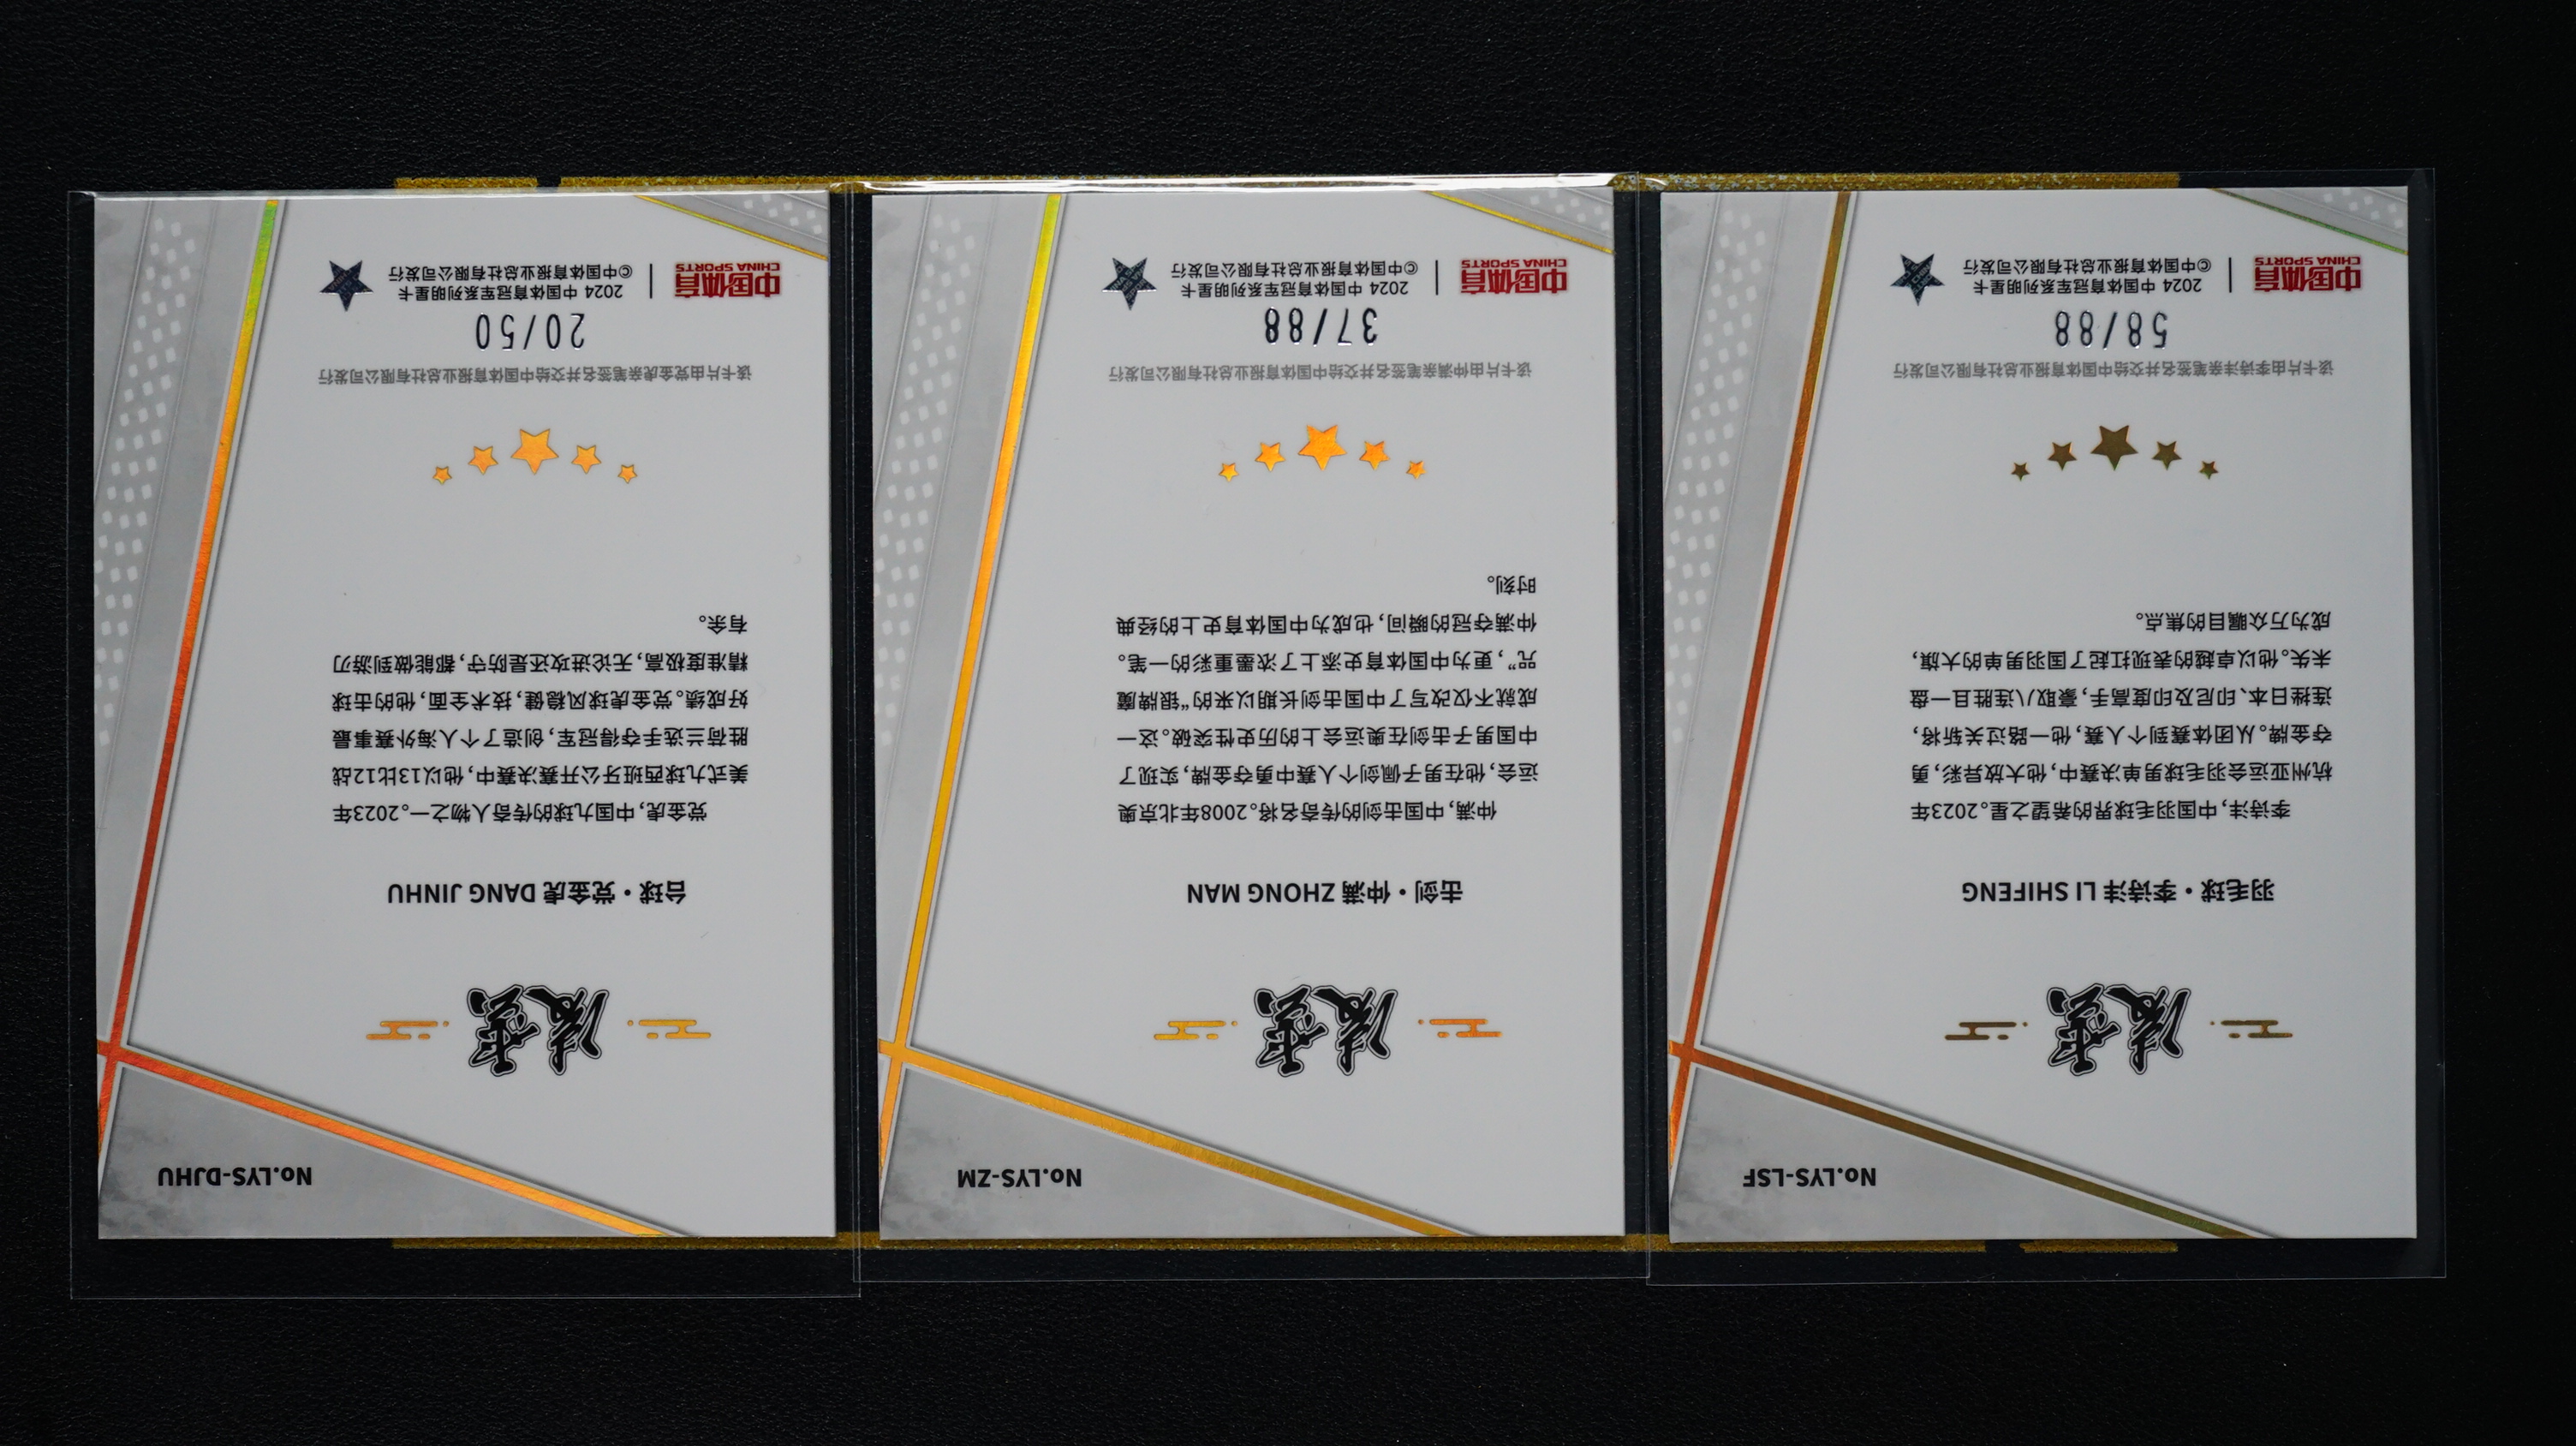 No.LYS-LSF
凌雲
羽毛球·李诗沣 LI SHIFENG
李诗沣，中国羽毛球界的希望之星。2023年
杭州亚运会羽毛球男单决赛中，他大放异彩，勇
夺金牌。从团体赛到个人赛，他一路过关斩将，
连挫日本、印尼及印度高手，豪取八连胜且一盘
未失。他以卓越的表现扛起了国羽男单的大旗，
成为万众瞩目的焦点。
该卡片由李诗沣亲笔签名并交给中国体育报业总社有限公司发行
58/88
中国体育
CHINA SPORTS
2024 中国体育冠军系列明星卡
©中国体育报业总社有限公司发行
No.LYS-ZM
凌雲
击剑·仲满 ZHONG MAN
仲满，中国击剑的传奇名将。2008年北京奥
运会，他在男子佩剑个人赛中勇夺金牌，实现了
中国男子击剑在奥运会上的历史性突破。这一
成就不仅改写了中国击剑长期以来的“银牌魔
咒”，更为中国体育史添上了浓墨重彩的一笔。
仲满夺冠的瞬间，也成为中国体育史上的经典
时刻。
该卡片由仲满亲笔签名并交给中国体育报业总社有限公司发行
37/88
中国体育
CHINA SPORTS
2024 中国体育冠军系列明星卡
©中国体育报业总社有限公司发行
No.LYS-DJHU
凌雲
台球·党金虎 DANG JINHU
党金虎，中国九球的传奇人物之一。2023年
美式九球西班牙公开赛决赛中，他以13比12战
胜荷兰选手夺得冠军，创造了个人海外赛事最
好成绩。党金虎球风稳健，技术全面，他的击球
精准度极高，无论进攻还是防守，都能做到游刃
有余。
该卡片由党金虎亲笔签名并交给中国体育报业总社有限公司发行
20/50
中国体育
CHINA SPORTS
2024 中国体育冠军系列明星卡
©中国体育报业总社有限公司发行